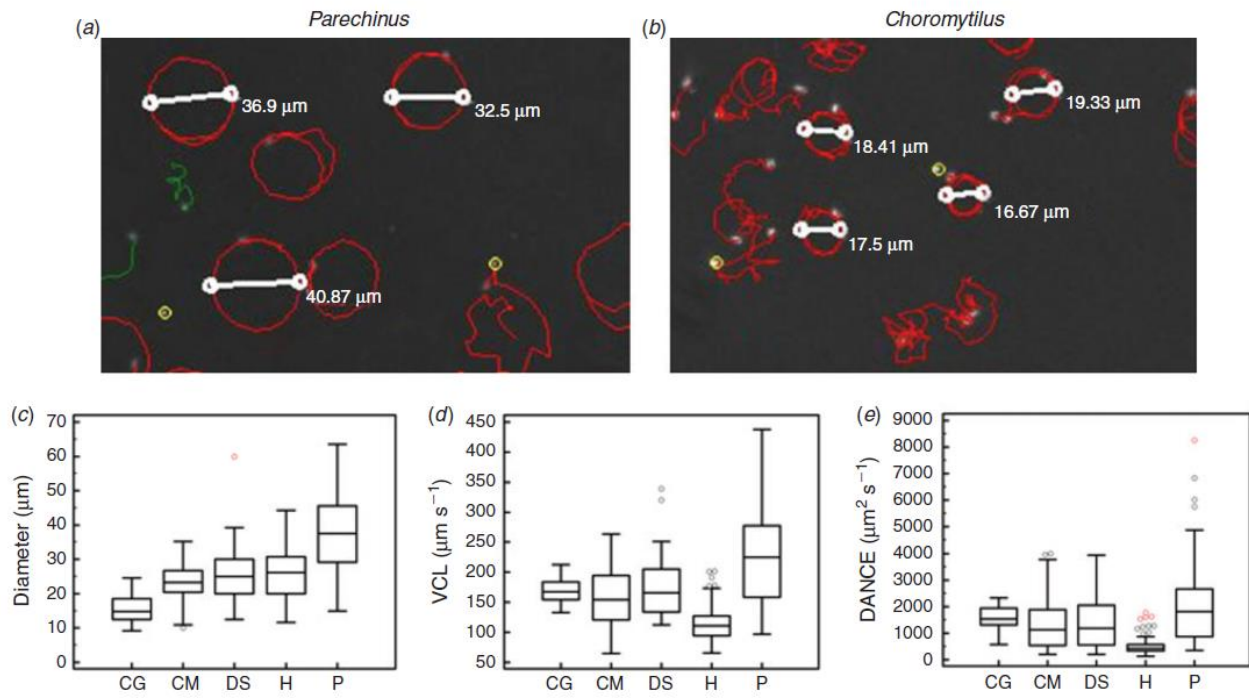 (a) Parechinus
(b) Choromytilus
36.9 µm
32.5 µm
40.87 µm
19.33 µm
18.41 µm
16.67 µm
17.5 µm
(c)
Diameter (µm)
70
60
50
40
30
20
10
0
CG CM DS H P
(d)
VCL (µm s⁻¹)
450
400
350
300
250
200
150
100
50
CG CM DS H P
(e)
DANCE (µm² s⁻¹)
9000
8000
7000
6000
5000
4000
3000
2000
1000
0
CG CM DS H P